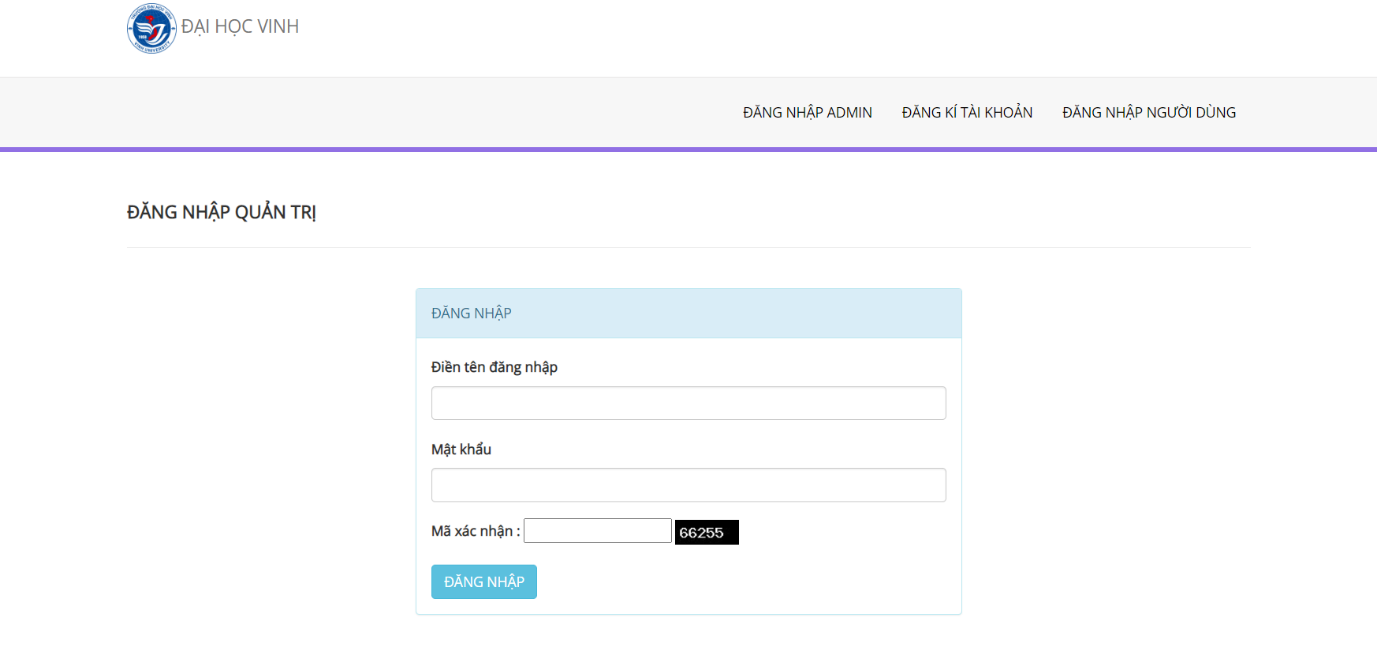 ĐẠI HỌC VINH
ĐĂNG NHẬP ADMIN ĐĂNG KÍ TÀI KHOẢN ĐĂNG NHẬP NGƯỜI DÙNG
ĐĂNG NHẬP QUẢN TRỊ
ĐĂNG NHẬP
Điền tên đăng nhập
Mật khẩu
Mã xác nhận : 66255
ĐĂNG NHẬP